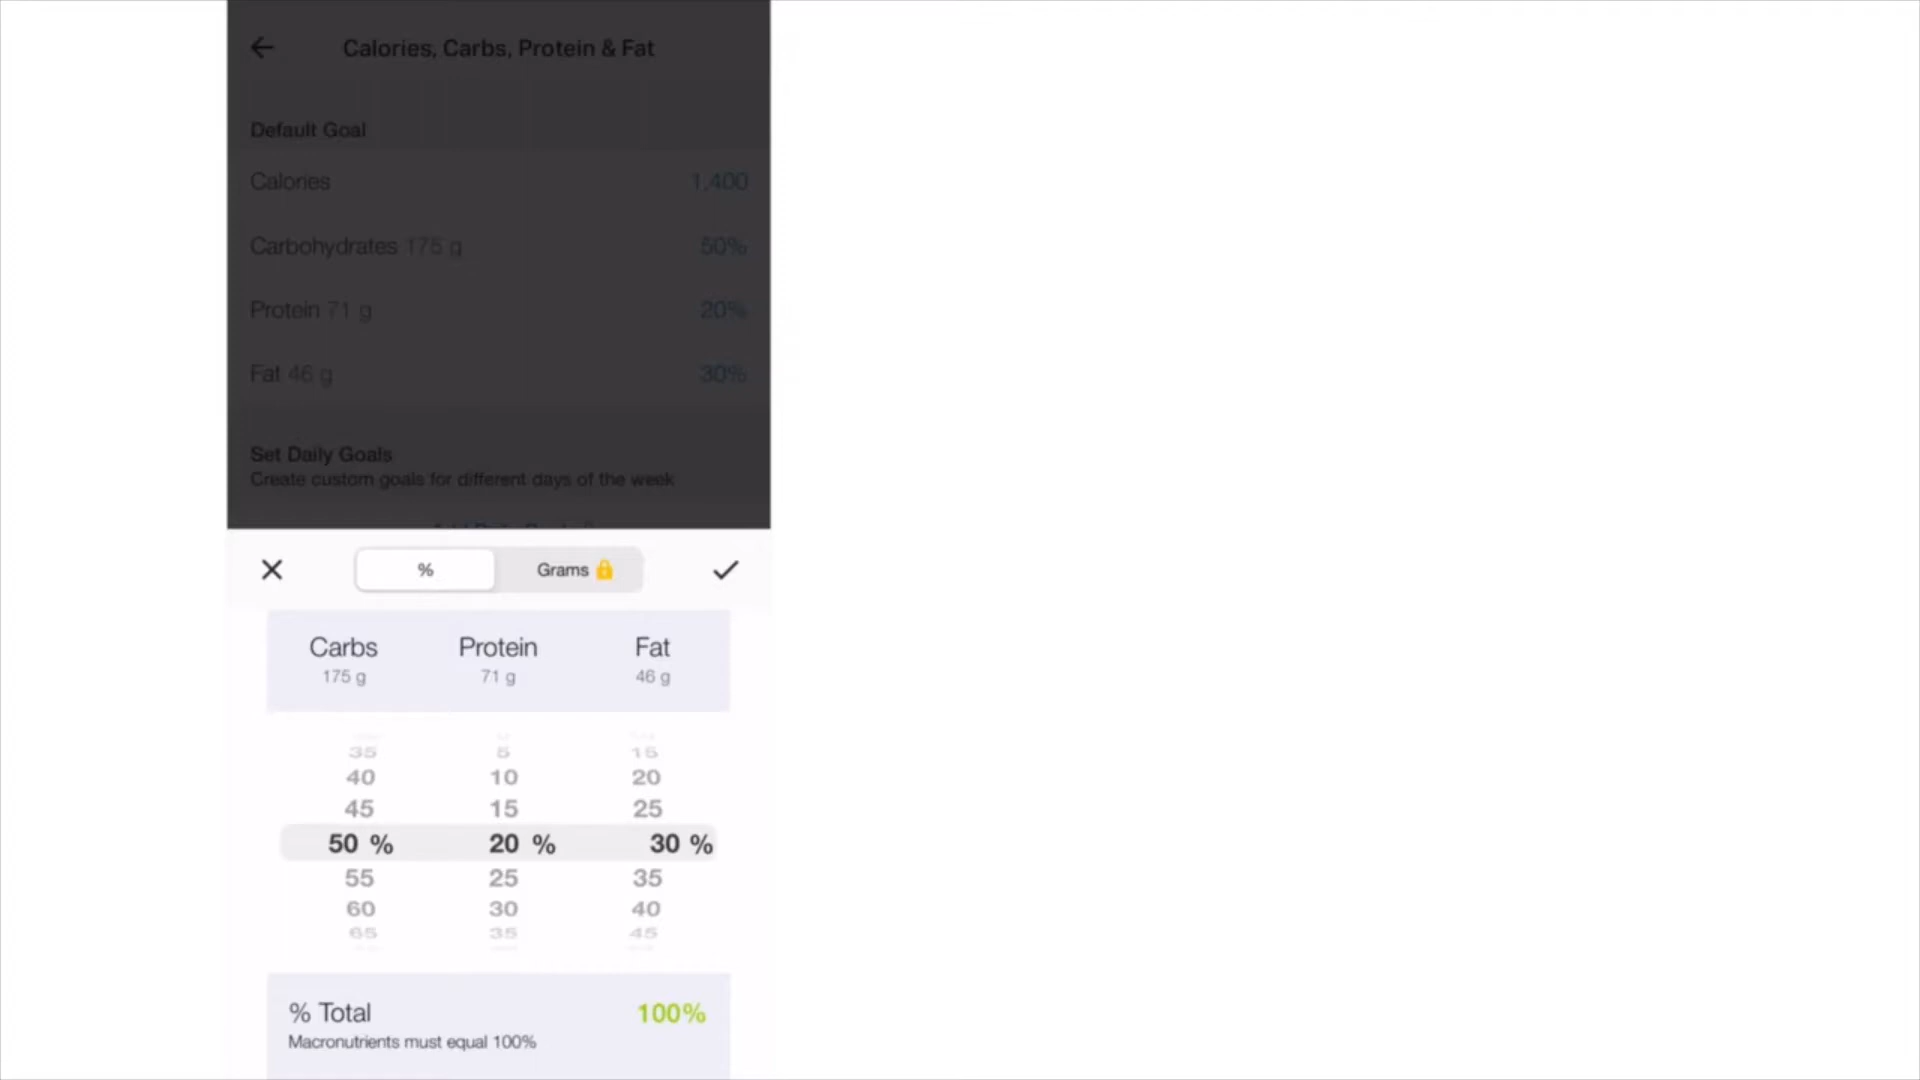 Calories, Carbs, Protein & Fat
Default Goal
Calories 1,400
Carbohydrates 175 g 50%
Protein 71 g 20%
Fat 46 g 30%
Set Daily Goals
Create custom goals for different days of the week
% Grams
Carbs Protein Fat
175 g 71 g 46 g
35 5 15
40 10 20
45 15 25
50 % 20 % 30 %
55 25 35
60 30 40
65 35 45
% Total 100%
Macronutrients must equal 100%